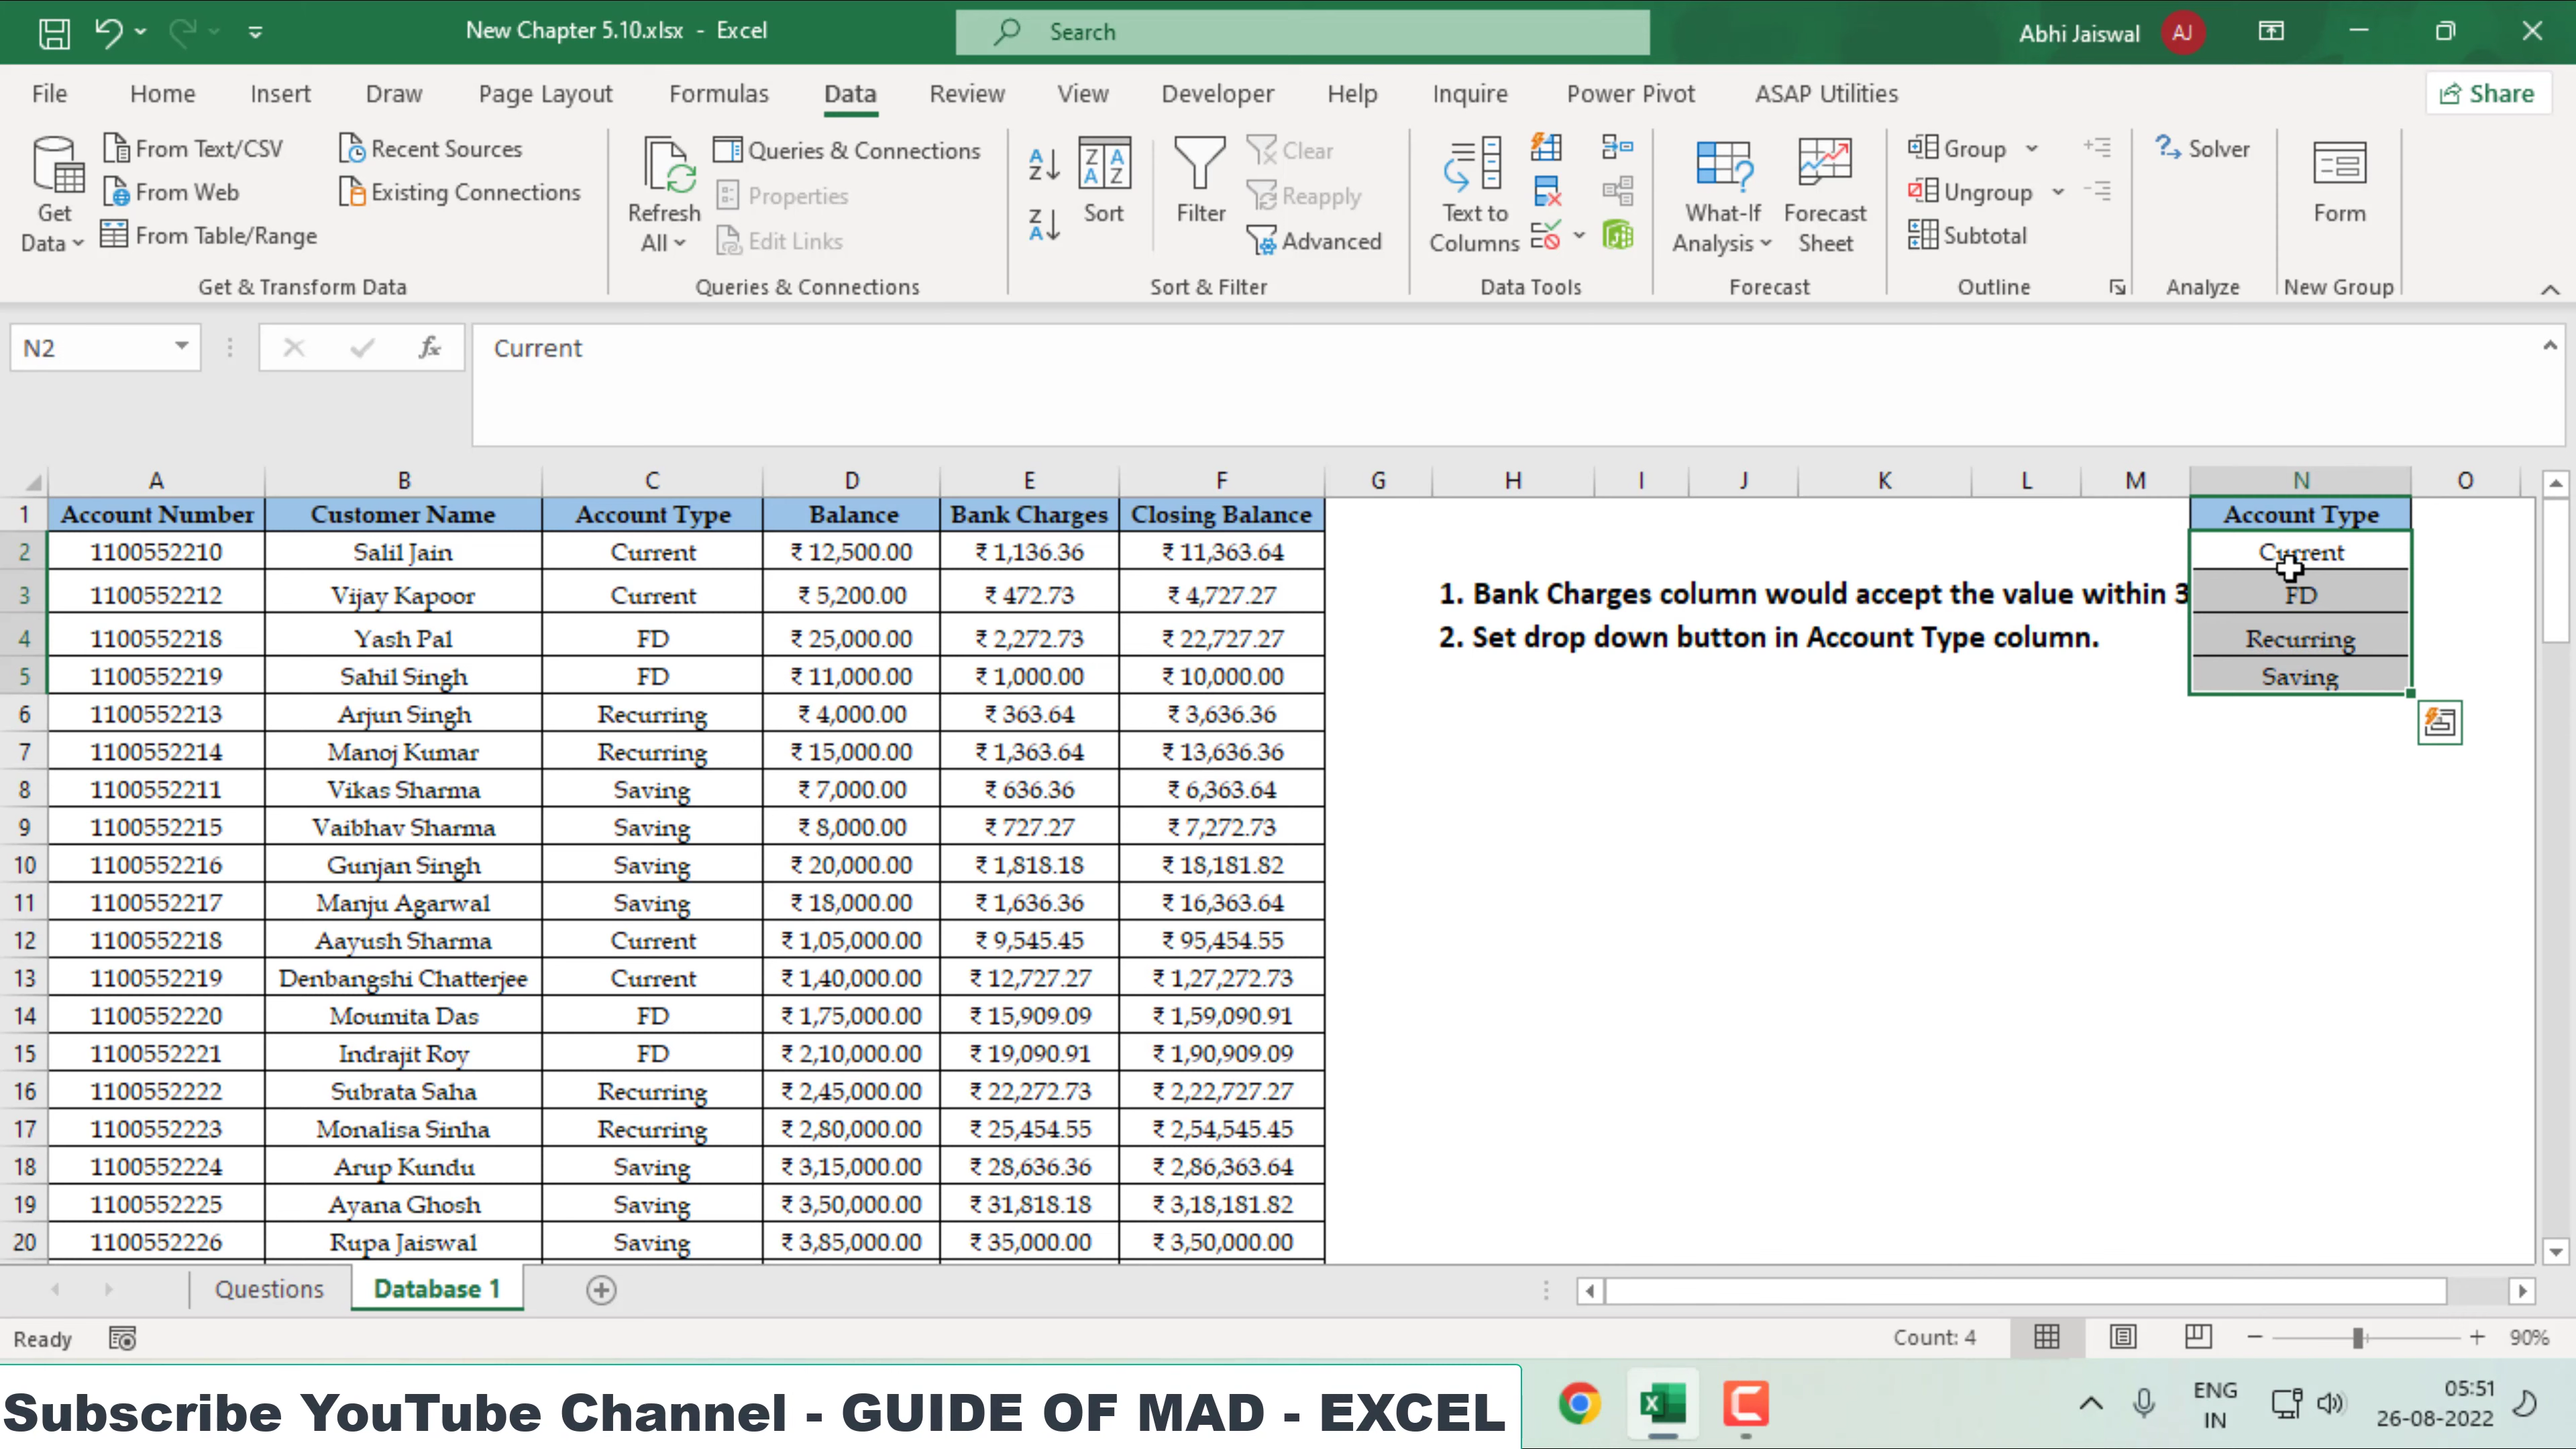 New Chapter 5.10.xlsx - Excel
Search
Abhi Jaiswal
AJ
File Home Insert Draw Page Layout Formulas Data Review View Developer Help Inquire Power Pivot ASAP Utilities
Share
Get Data
From Text/CSV
From Web
From Table/Range
Recent Sources
Existing Connections
Get & Transform Data
Refresh All
Queries & Connections
Properties
Edit Links
Queries & Connections
Sort
Filter
Clear
Reapply
Advanced
Sort & Filter
Text to Columns
Data Tools
What-If Analysis
Forecast Sheet
Forecast
Group
Ungroup
Subtotal
Outline
Solver
Analyze
Form
New Group
N2
fx
Current
A B C D E F G H I J K L M N O
1 Account Number Customer Name Account Type Balance Bank Charges Closing Balance Account Type
2 1100552210 Salil Jain Current ₹ 12,500.00 ₹ 1,136.36 ₹ 11,363.64 Current
3 1100552212 Vijay Kapoor Current ₹ 5,200.00 ₹ 472.73 ₹ 4,727.27 1. Bank Charges column would accept the value within 3 FD
4 1100552218 Yash Pal FD ₹ 25,000.00 ₹ 2,272.73 ₹ 22,727.27 2. Set drop down button in Account Type column. Recurring
5 1100552219 Sahil Singh FD ₹ 11,000.00 ₹ 1,000.00 ₹ 10,000.00 Saving
6 1100552213 Arjun Singh Recurring ₹ 4,000.00 ₹ 363.64 ₹ 3,636.36
7 1100552214 Manoj Kumar Recurring ₹ 15,000.00 ₹ 1,363.64 ₹ 13,636.36
8 1100552211 Vikas Sharma Saving ₹ 7,000.00 ₹ 636.36 ₹ 6,363.64
9 1100552215 Vaibhav Sharma Saving ₹ 8,000.00 ₹ 727.27 ₹ 7,272.73
10 1100552216 Gunjan Singh Saving ₹ 20,000.00 ₹ 1,818.18 ₹ 18,181.82
11 1100552217 Manju Agarwal Saving ₹ 18,000.00 ₹ 1,636.36 ₹ 16,363.64
12 1100552218 Aayush Sharma Current ₹ 1,05,000.00 ₹ 9,545.45 ₹ 95,454.55
13 1100552219 Denbangshi Chatterjee Current ₹ 1,40,000.00 ₹ 12,727.27 ₹ 1,27,272.73
14 1100552220 Moumita Das FD ₹ 1,75,000.00 ₹ 15,909.09 ₹ 1,59,090.91
15 1100552221 Indrajit Roy FD ₹ 2,10,000.00 ₹ 19,090.91 ₹ 1,90,909.09
16 1100552222 Subrata Saha Recurring ₹ 2,45,000.00 ₹ 22,272.73 ₹ 2,22,727.27
17 1100552223 Monalisa Sinha Recurring ₹ 2,80,000.00 ₹ 25,454.55 ₹ 2,54,545.45
18 1100552224 Arup Kundu Saving ₹ 3,15,000.00 ₹ 28,636.36 ₹ 2,86,363.64
19 1100552225 Ayana Ghosh Saving ₹ 3,50,000.00 ₹ 31,818.18 ₹ 3,18,181.82
20 1100552226 Rupa Jaiswal Saving ₹ 3,85,000.00 ₹ 35,000.00 ₹ 3,50,000.00
Questions Database 1
Ready
Count: 4
90%
Subscribe YouTube Channel - GUIDE OF MAD - EXCEL
ENG
IN
05:51
26-08-2022